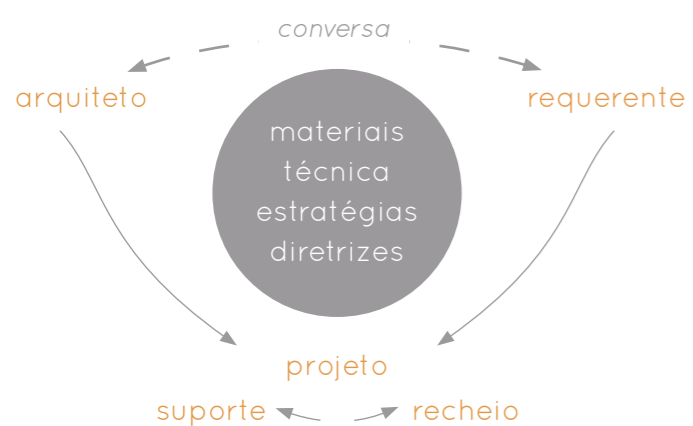 conversa
arquiteto
requerente
materiais
técnica
estratégias
diretrizes
projeto
suporte
recheio